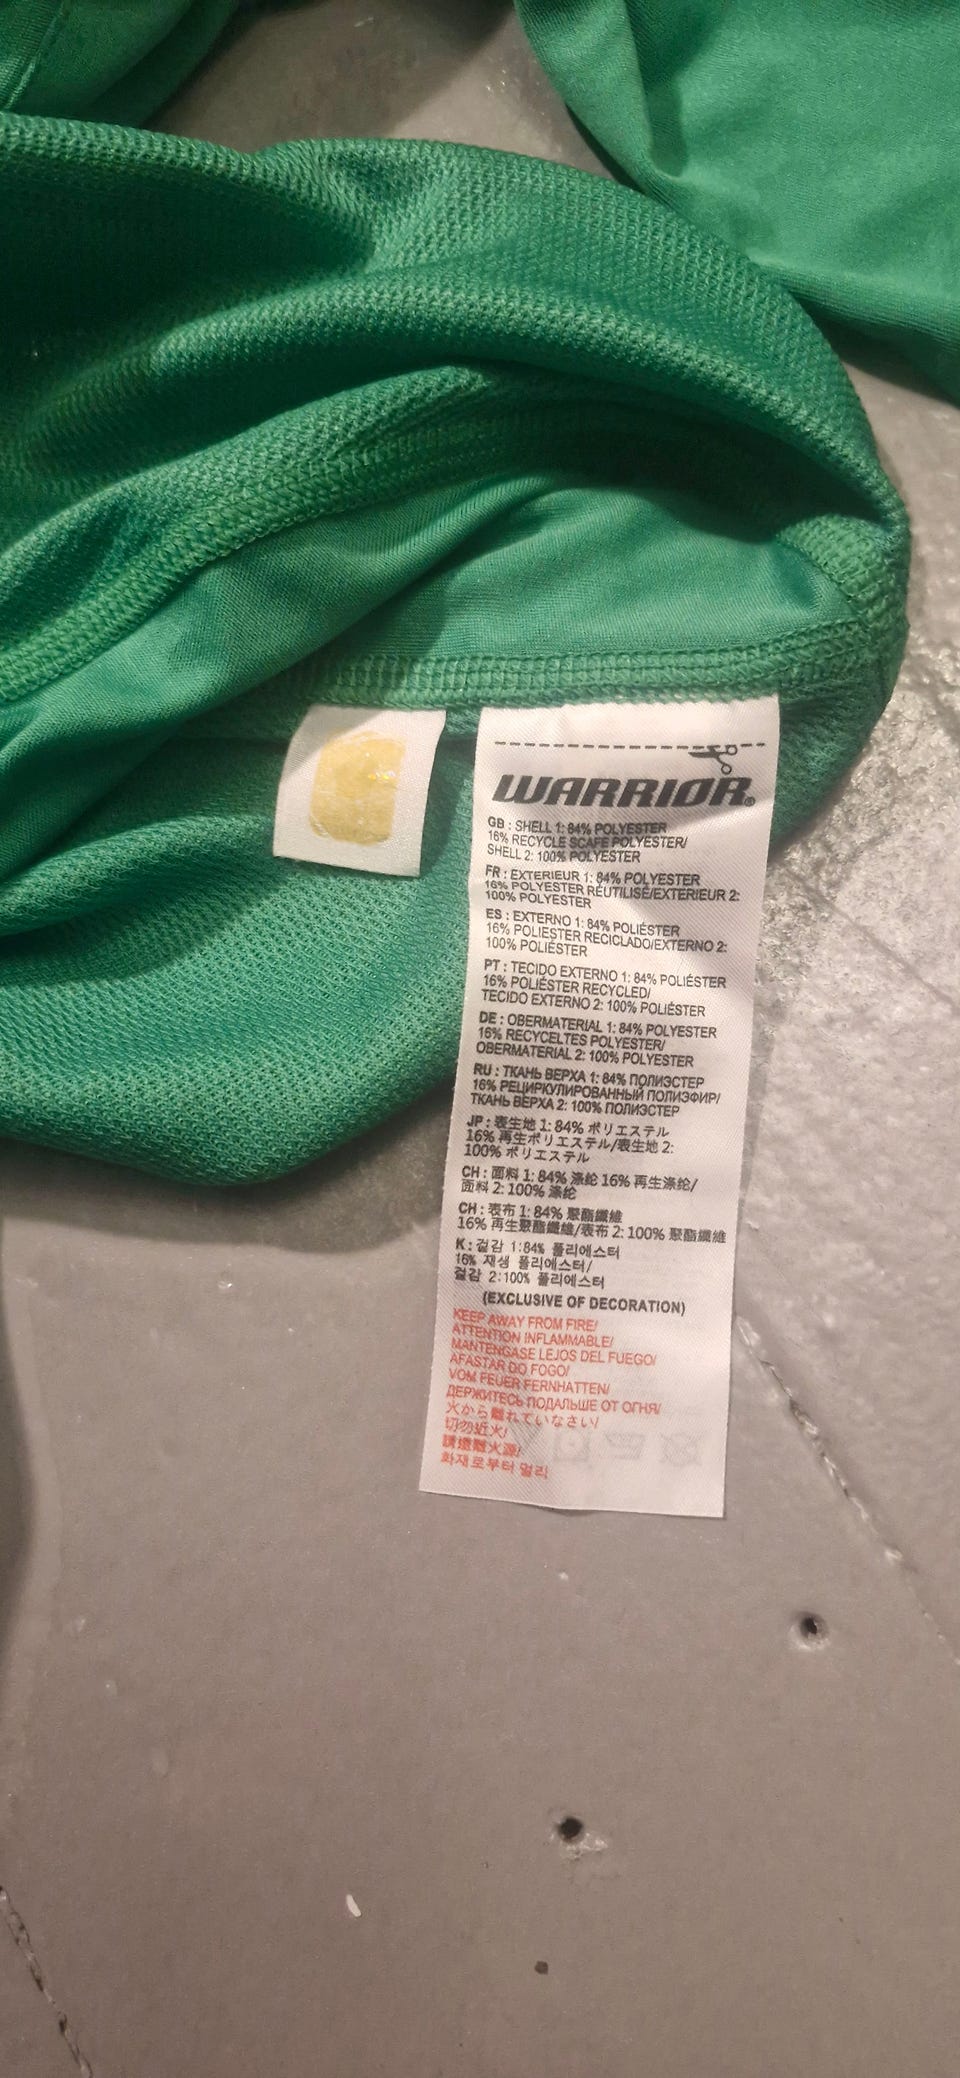 WARRIOR®
GB : SHELL 1: 84% POLYESTER
16% RECYCLE SCAFE POLYESTER/
SHELL 2: 100% POLYESTER
FR : EXTERIEUR 1: 84% POLYESTER
16% POLYESTER RÉUTILISÉ/EXTERIEUR 2:
100% POLYESTER
ES : EXTERNO 1: 84% POLIÉSTER
16% POLIESTER RECICLADO/EXTERNO 2:
100% POLIÉSTER
PT : TECIDO EXTERNO 1: 84% POLIÉSTER
16% POLIÉSTER RECYCLED/
TECIDO EXTERNO 2: 100% POLIÉSTER
DE : OBERMATERIAL 1: 84% POLYESTER
16% RECYCELTES POLYESTER/
OBERMATERIAL 2: 100% POLYESTER
RU : ТКАНЬ ВЕРХА 1: 84% ПОЛИЭСТЕР
16% РЕЦИРКУЛИРОВАННЫЙ ПОЛИЭФИР/
ТКАНЬ ВЕРХА 2: 100% ПОЛИЭСТЕР
JP : 表生地 1: 84% ポリエステル
16% 再生ポリエステル/表生地 2:
100% ポリエステル
CH : 面料 1: 84% 涤纶 16% 再生涤纶/
面料 2: 100% 涤纶
CH : 表布 1: 84% 聚酯纖維
16% 再生聚酯纖維/表布 2: 100% 聚酯纖維
K : 겉감 1:84% 폴리에스터
16% 재생 폴리에스터/
겉감 2:100% 폴리에스터
(EXCLUSIVE OF DECORATION)
KEEP AWAY FROM FIRE/
ATTENTION INFLAMMABLE/
MANTENGASE LEJOS DEL FUEGO/
AFASTAR DO FOGO/
VOM FEUER FERNHATTEN/
ДЕРЖИТЕСЬ ПОДАЛЬШЕ ОТ ОГНЯ/
火から離れていなさい/
切勿近火/
請遠離火源/
화재로부터 멀리